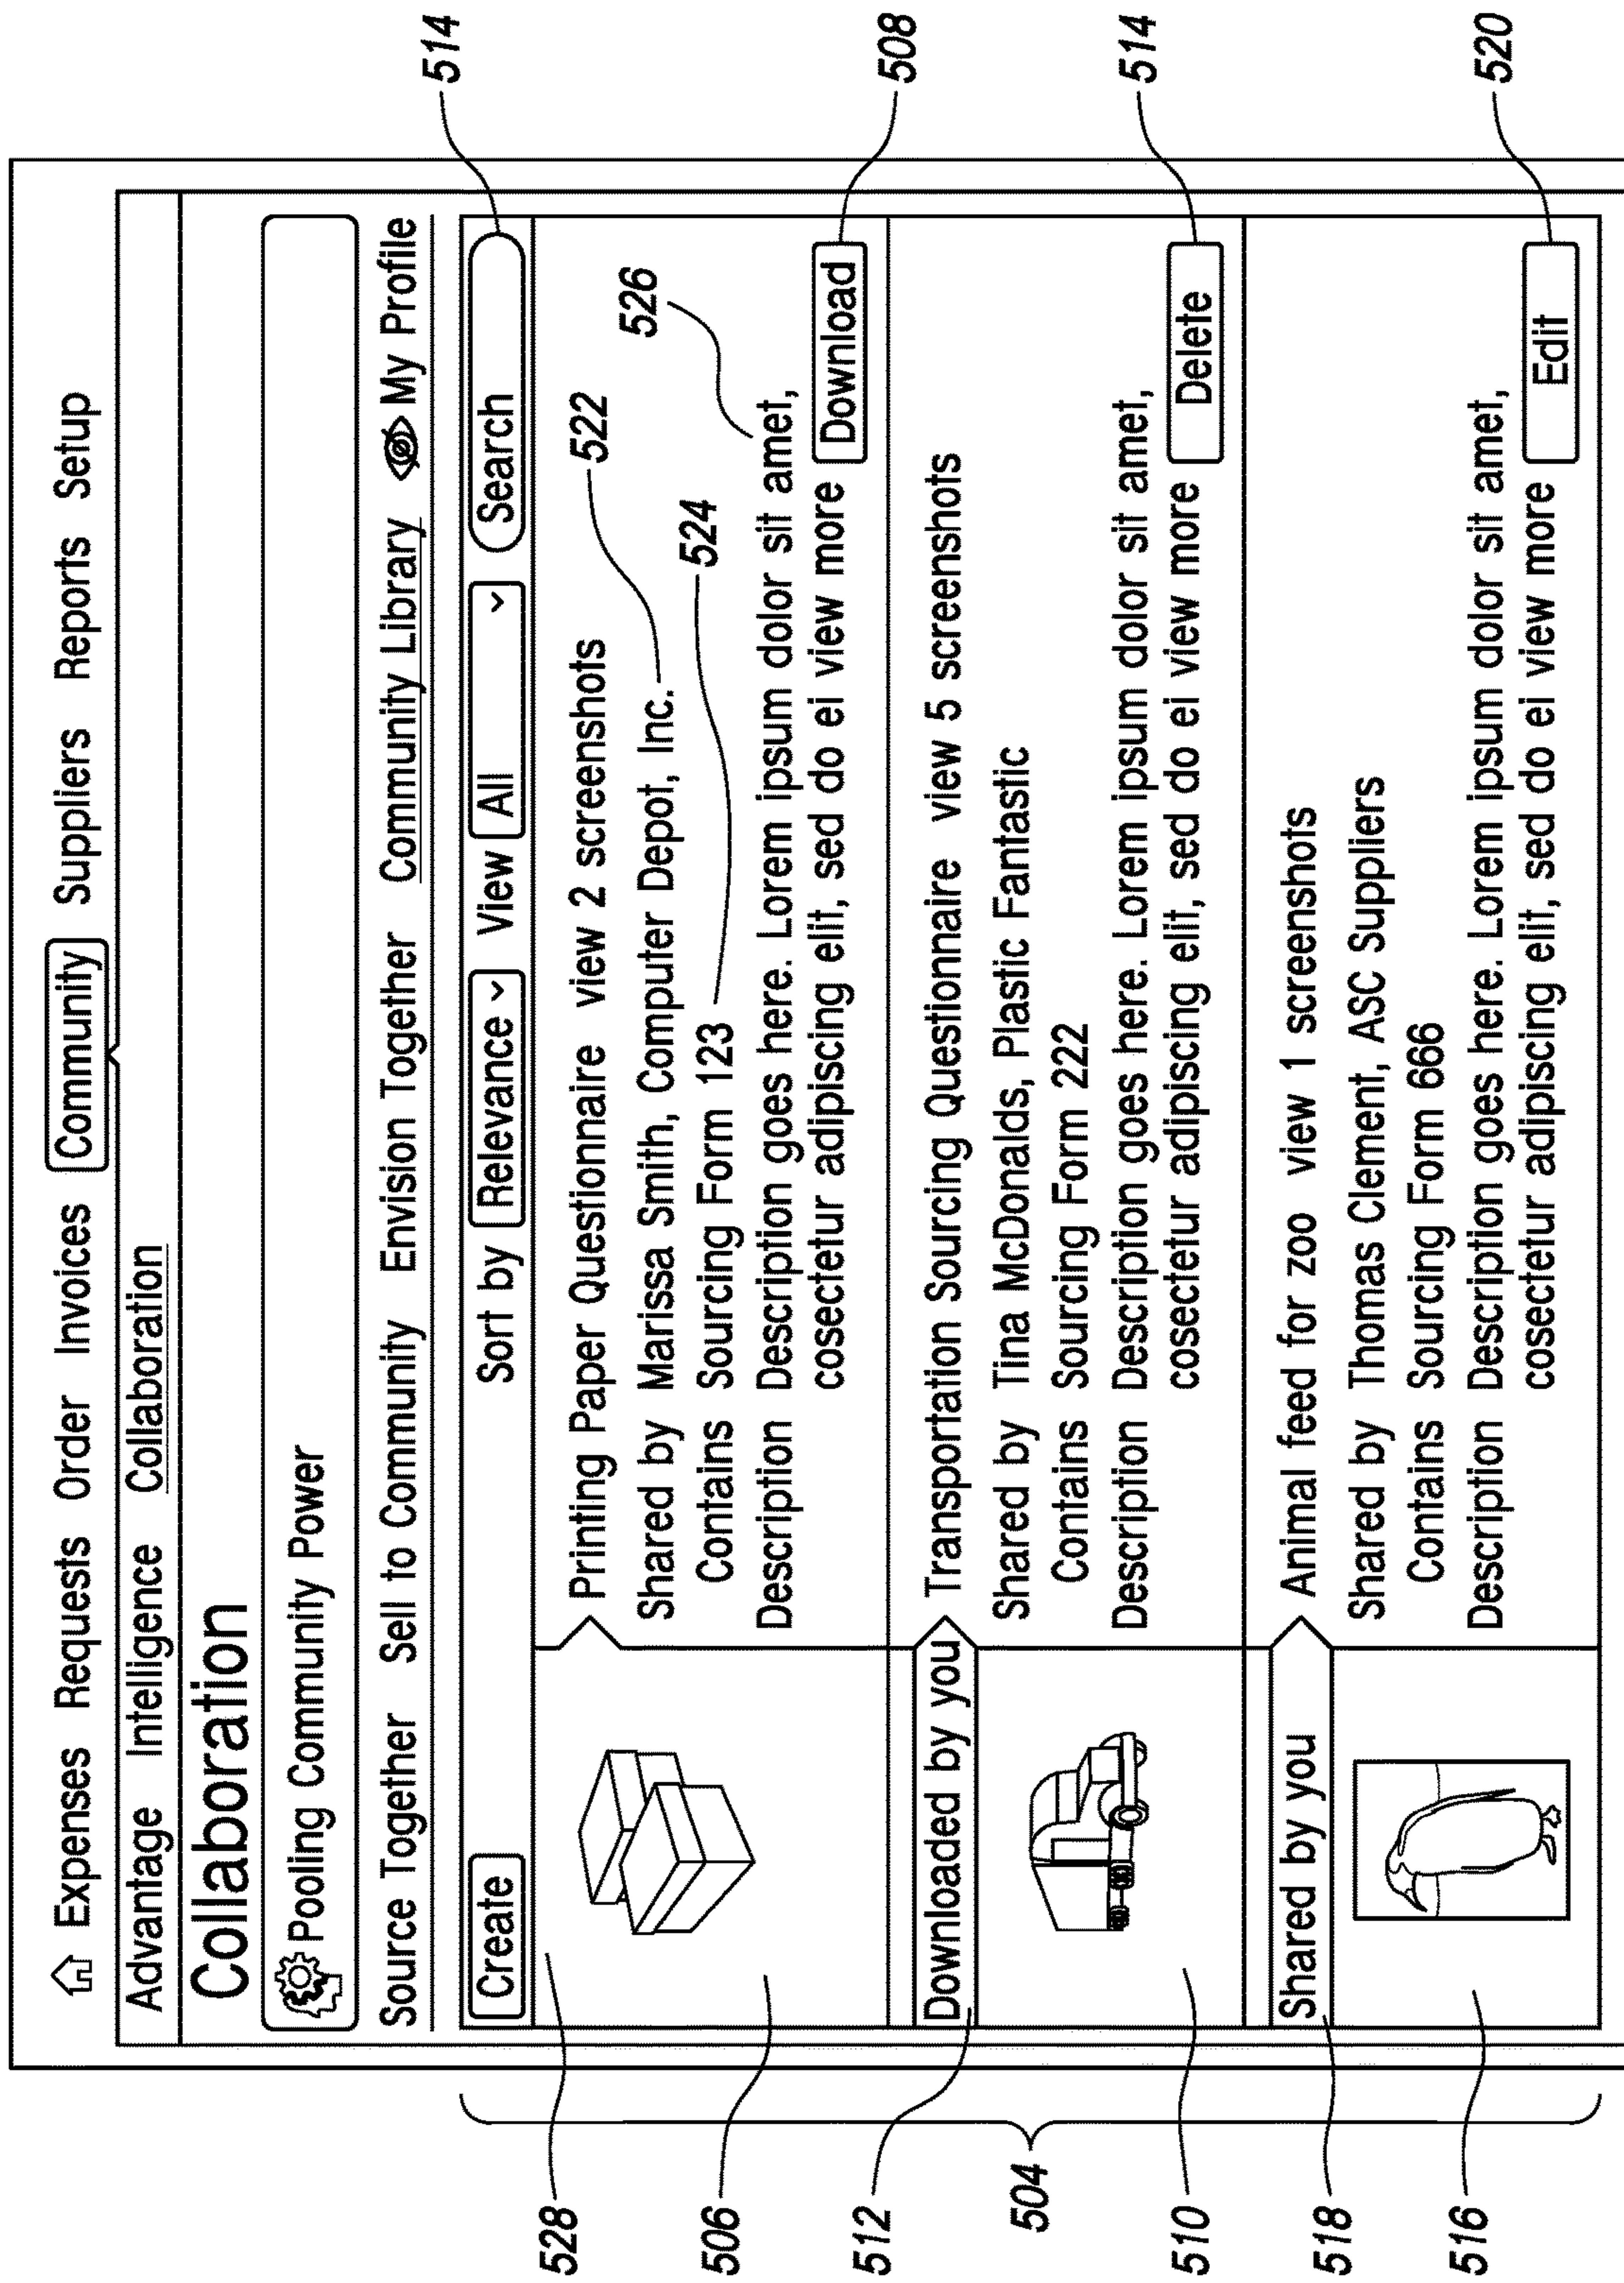 Expenses Requests Order Invoices Community Suppliers Reports Setup
Advantage Intelligence Collaboration
Collaboration
Pooling Community Power
Source Together Sell to Community Envision Together Community Library My Profile
Create Sort by Relevance View All Search
514
Printing Paper Questionnaire view 2 screenshots
522
526
Shared by Marissa Smith, Computer Depot, Inc.
Contains Sourcing Form 123
524
Description Description goes here. Lorem ipsum dolor sit amet,
cosectetur adipiscing elit, sed do ei view more
Download
508
528
506
Downloaded by you
Transportation Sourcing Questionnaire view 5 screenshots
Shared by Tina McDonalds, Plastic Fantastic
Contains Sourcing Form 222
Description Description goes here. Lorem ipsum dolor sit amet,
cosectetur adipiscing elit, sed do ei view more
Delete
514
512
504
510
Shared by you
Animal feed for zoo view 1 screenshots
Shared by Thomas Clement, ASC Suppliers
Contains Sourcing Form 666
Description Description goes here. Lorem ipsum dolor sit amet,
cosectetur adipiscing elit, sed do ei view more
Edit
520
518
516